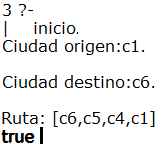 3 ?-
|    inicio.
Ciudad origen:c1.
Ciudad destino:c6.
Ruta: [c6,c5,c4,c1]
true